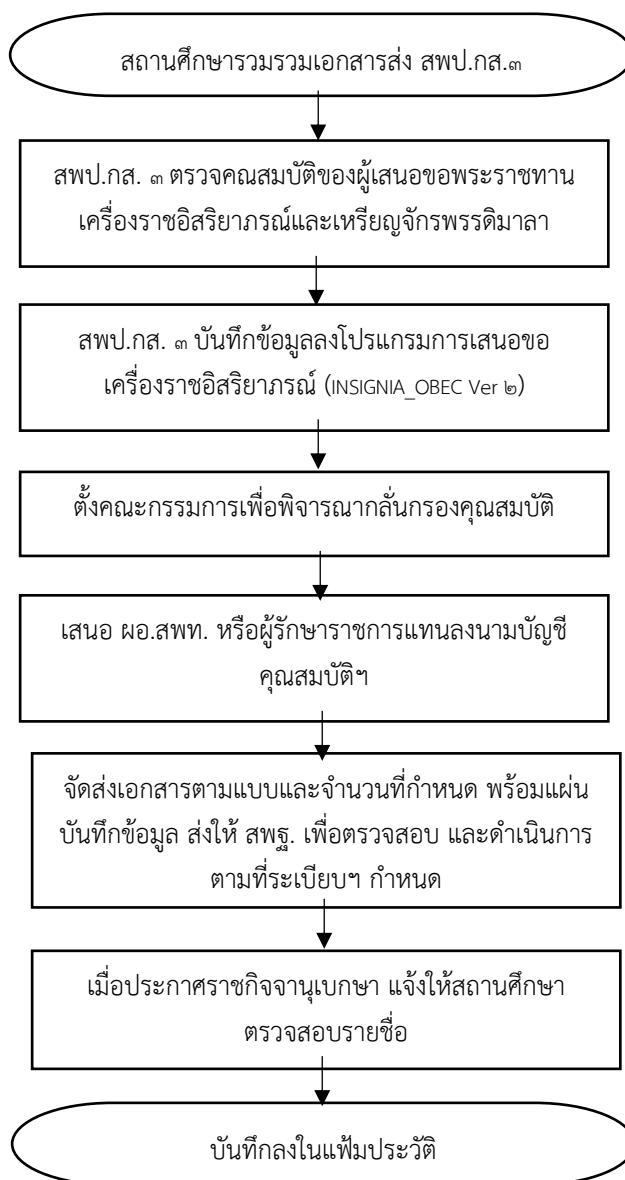 สถานศึกษารวมรวมเอกสารส่ง สพป.กส.๓
สพป.กส. ๓ ตรวจคณสมบัติของผู้เสนอขอพระราชทาน
เครื่องราชอิสริยาภรณ์และเหรียญจักรพรรดิมาลา
สพป.กส. ๓ บันทึกข้อมูลลงโปรแกรมการเสนอขอ
เครื่องราชอิสริยาภรณ์ (INSIGNIA_OBEC Ver ๒)
ตั้งคณะกรรมการเพื่อพิจารณากลั่นกรองคุณสมบัติ
เสนอ ผอ.สพท. หรือผู้รักษาราชการแทนลงนามบัญชี
คุณสมบัติฯ
จัดส่งเอกสารตามแบบและจำนวนที่กำหนด พร้อมแผ่น
บันทึกข้อมูล ส่งให้ สพฐ. เพื่อตรวจสอบ และดำเนินการ
ตามที่ระเบียบฯ กำหนด
เมื่อประกาศราชกิจจานุเบกษา แจ้งให้สถานศึกษา
ตรวจสอบรายชื่อ
บันทึกลงในแฟ้มประวัติ